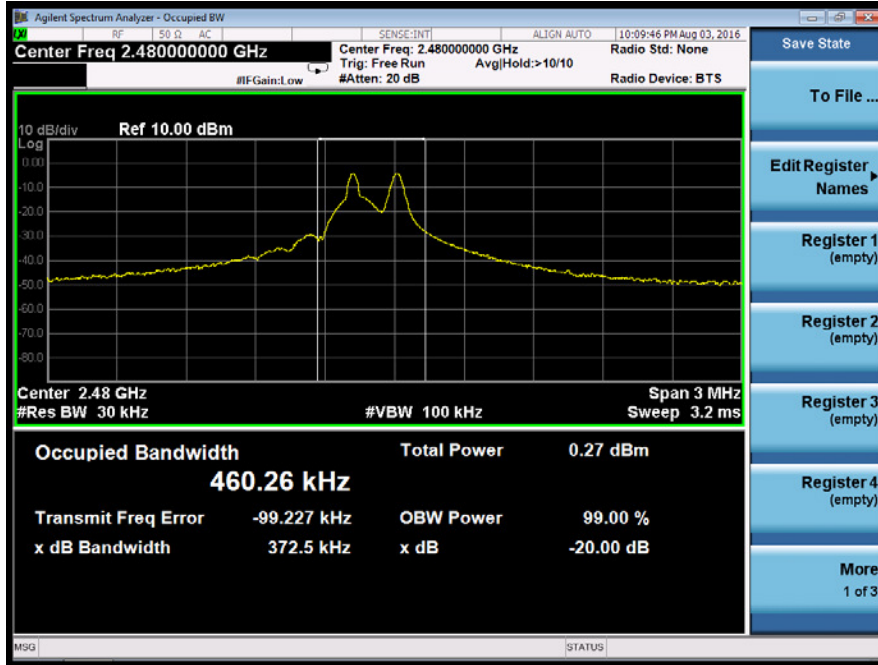 Agilent Spectrum Analyzer - Occupied BW
RF 50 Ω AC SENSE:INT ALIGN AUTO 10:09:46 PM Aug 03, 2016
Center Freq 2.480000000 GHz
Center Freq: 2.480000000 GHz
Radio Std: None
Trig: Free Run Avg|Hold:>10/10
#IFGain:Low #Atten: 20 dB Radio Device: BTS
10 dB/div Ref 10.00 dBm
Log
0.00
-10.0
-20.0
-30.0
-40.0
-50.0
-60.0
-70.0
-80.0
Center 2.48 GHz Span 3 MHz
#Res BW 30 kHz #VBW 100 kHz Sweep 3.2 ms
Occupied Bandwidth Total Power 0.27 dBm
460.26 kHz
Transmit Freq Error -99.227 kHz OBW Power 99.00 %
x dB Bandwidth 372.5 kHz x dB -20.00 dB
MSG STATUS
Save State
To File ...
Edit Register
Names
Register 1
(empty)
Register 2
(empty)
Register 3
(empty)
Register 4
(empty)
More
1 of 3